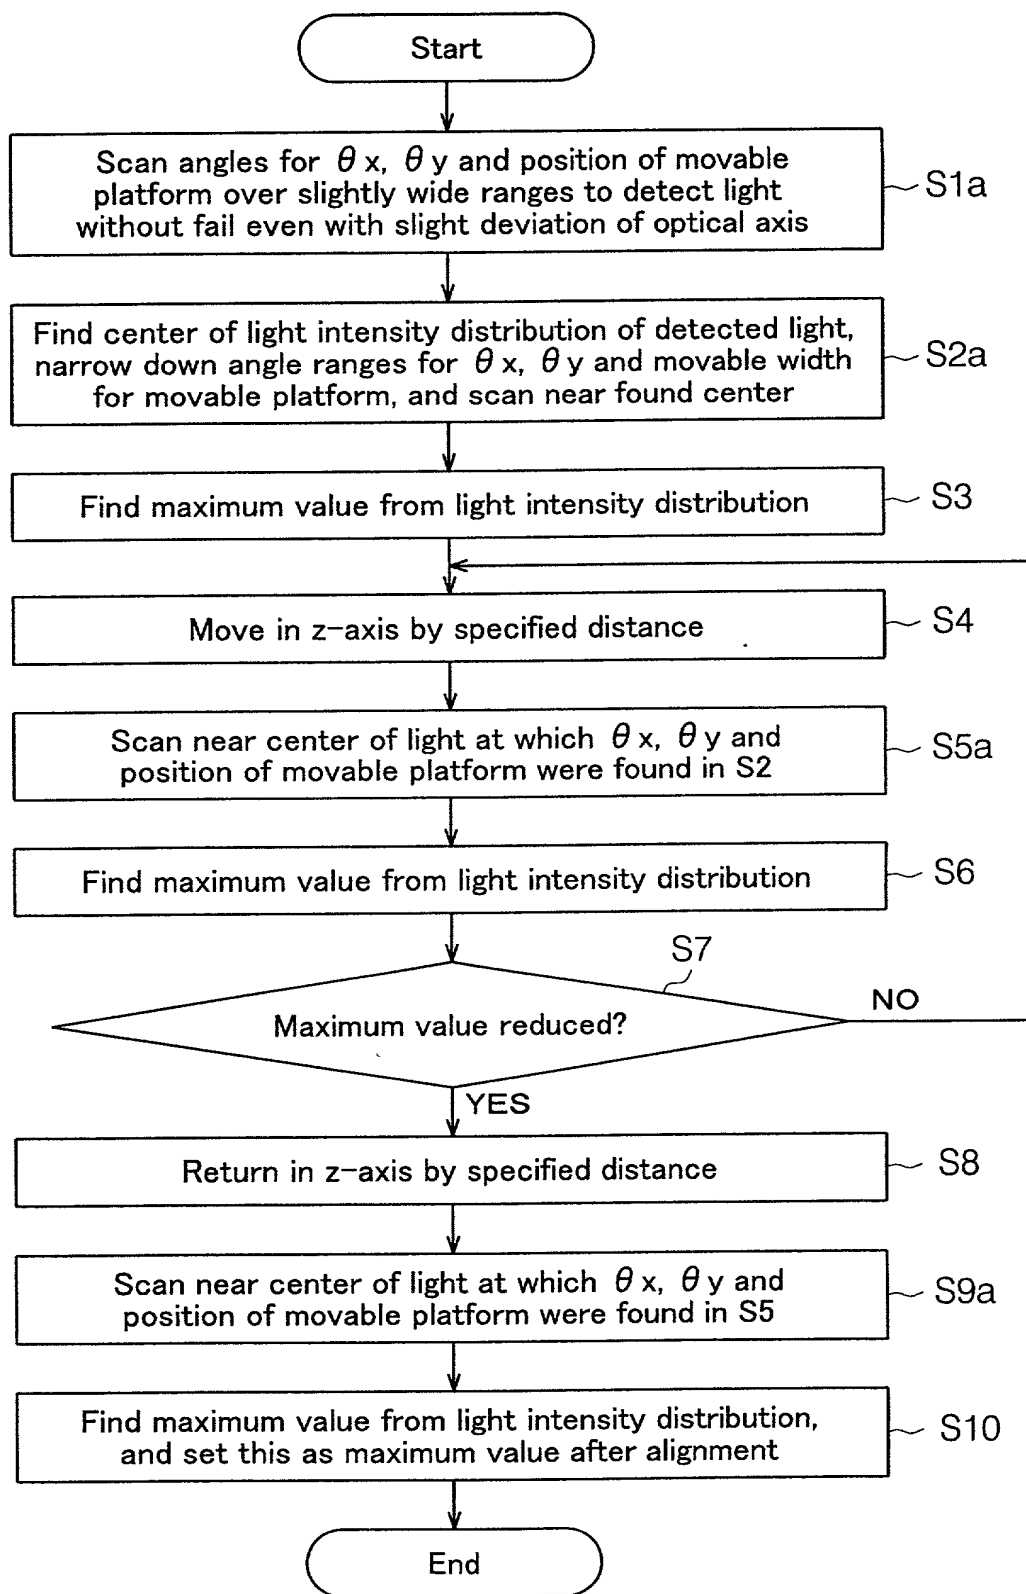 Start
Scan angles for θx, θy and position of movable
platform over slightly wide ranges to detect light
without fail even with slight deviation of optical axis
S1a
Find center of light intensity distribution of detected light,
narrow down angle ranges for θx, θy and movable width
for movable platform, and scan near found center
S2a
Find maximum value from light intensity distribution
S3
Move in z-axis by specified distance
S4
Scan near center of light at which θx, θy and
position of movable platform were found in S2
S5a
Find maximum value from light intensity distribution
S6
S7
Maximum value reduced?
NO
YES
Return in z-axis by specified distance
S8
Scan near center of light at which θx, θy and
position of movable platform were found in S5
S9a
Find maximum value from light intensity distribution,
and set this as maximum value after alignment
S10
End